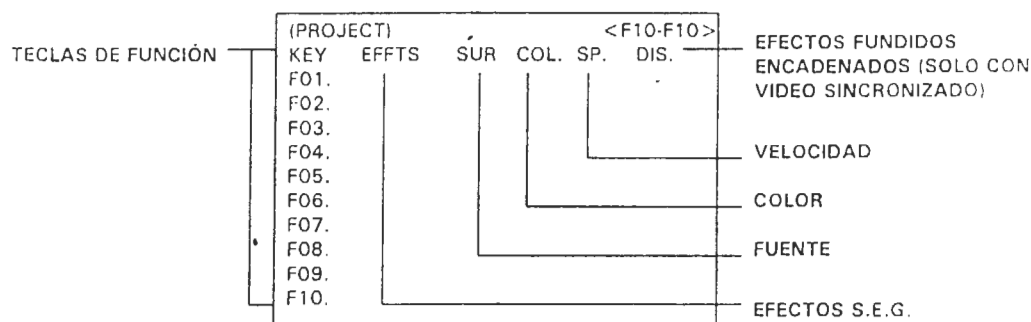 (PROJECT) <F10-F10>
TECLAS DE FUNCIÓN
KEY EFFTS SUR COL. SP. DIS.
F01.
F02.
F03.
F04.
F05.
F06.
F07.
F08.
F09.
F10.
EFECTOS FUNDIDOS
ENCADENADOS (SOLO CON
VIDEO SINCRONIZADO)
VELOCIDAD
COLOR
FUENTE
EFECTOS S.E.G.